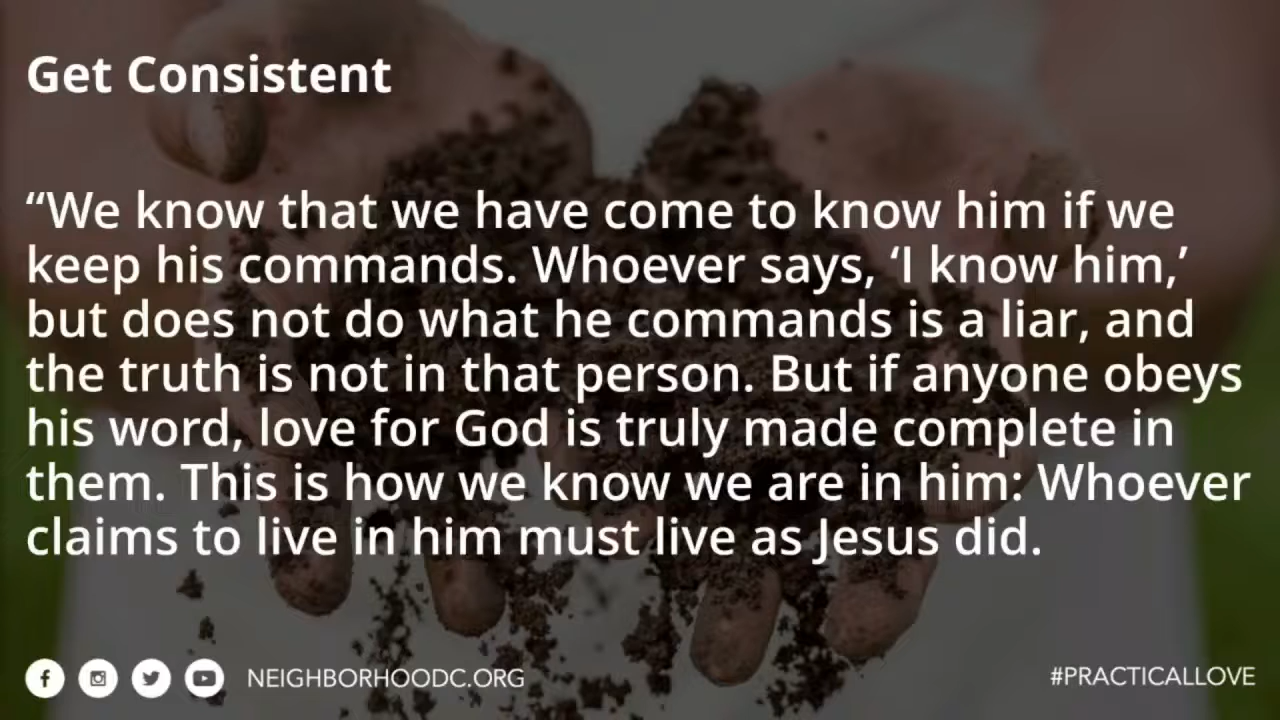 Get Consistent
“We know that we have come to know him if we
keep his commands. Whoever says, ‘I know him,’
but does not do what he commands is a liar, and
the truth is not in that person. But if anyone obeys
his word, love for God is truly made complete in
them. This is how we know we are in him: Whoever
claims to live in him must live as Jesus did.
NEIGHBORHOODC.ORG
#PRACTICALLOVE